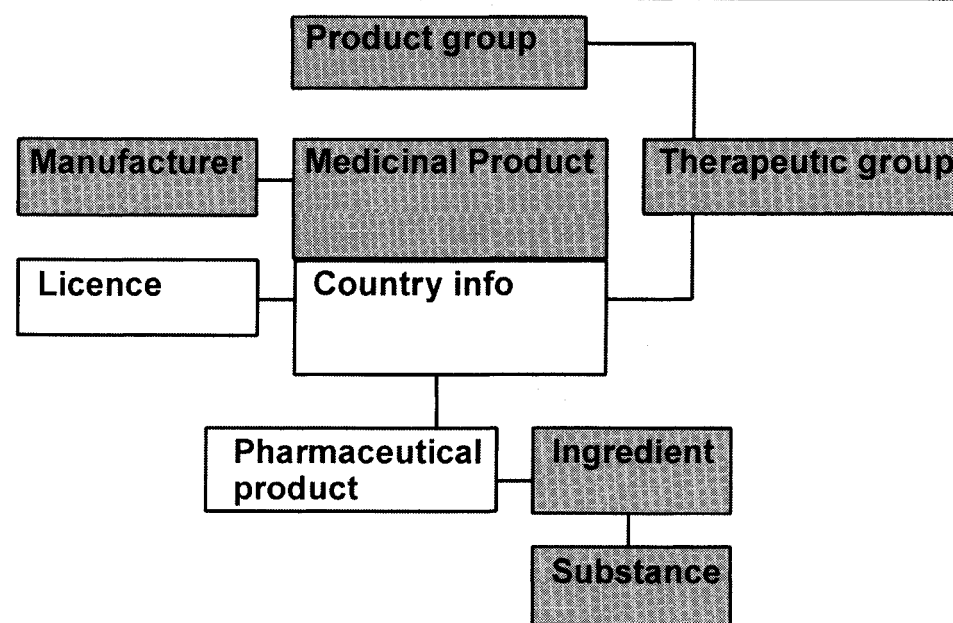 Product group
Manufacturer
Medicinal Product
Therapeutic group
Licence
Country info
Pharmaceutical
product
Ingredient
Substance